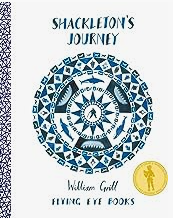 SHACKLETON'S
JOURNEY
William Grill
FLYING EYE BOOKS